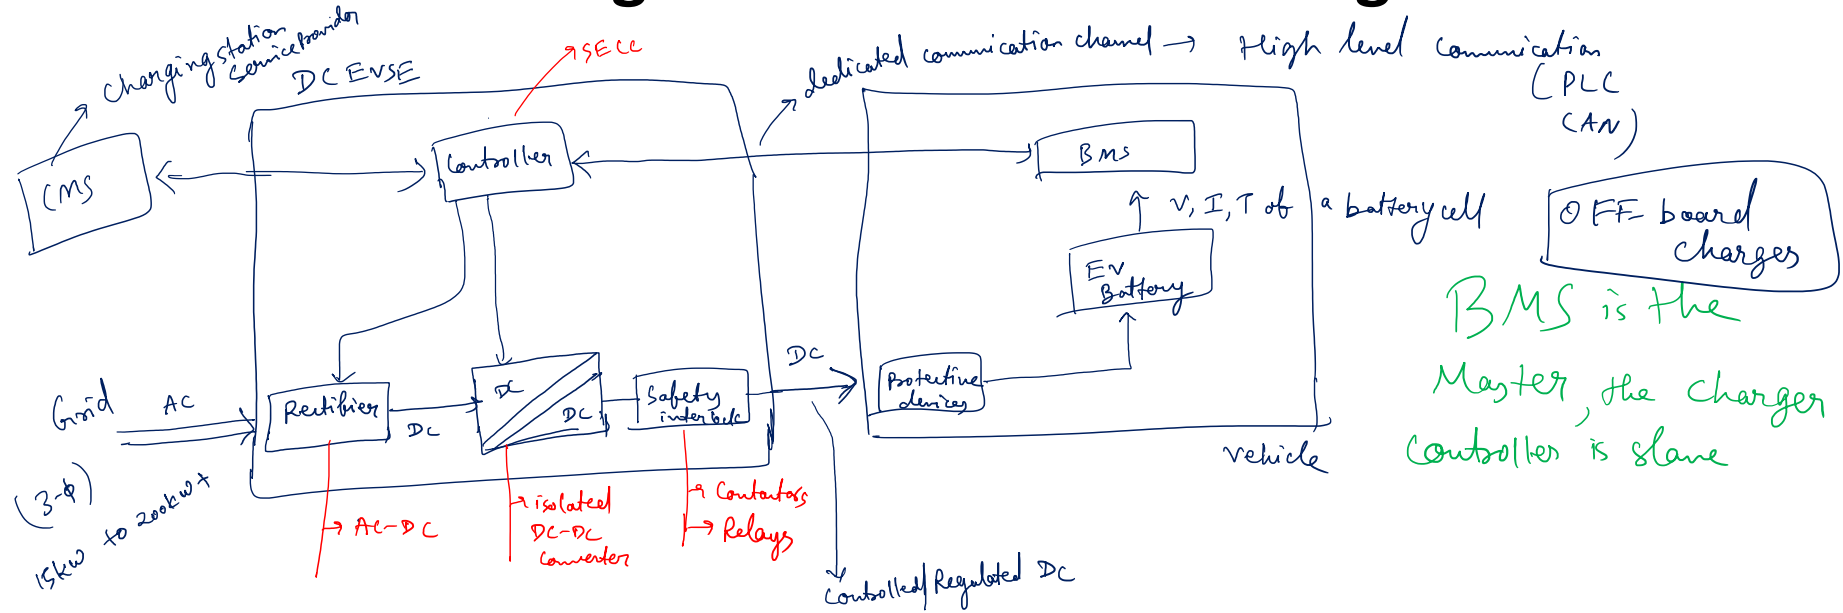 Charging station
Service Provider
DC EVSE
SECC
dedicated communication channel → High level communication
(PLC
CAN)
CMS
Controller
BMS
V, I, T of a battery cell
OFF-board
charges
EV
Battery
BMS is the
Master, the charger
controller is slave
Grid
AC
(3-ϕ)
15kW to 200kW+
Rectifier
DC
DC
DC
Safety
interlock
DC
Protective
devices
vehicle
AC-DC
isolated
DC-DC
Converter
Contactors
Relays
Controlled/Regulated DC